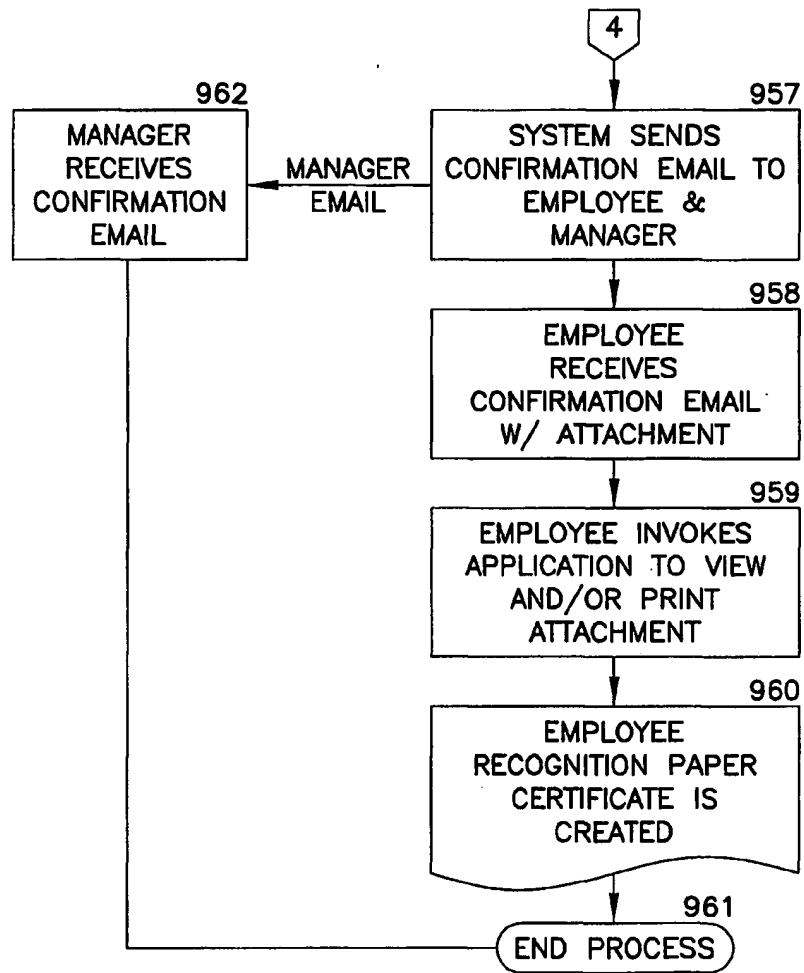 4
962
957
MANAGER
RECEIVES
CONFIRMATION
EMAIL
MANAGER
EMAIL
SYSTEM SENDS
CONFIRMATION EMAIL TO
EMPLOYEE &
MANAGER
958
EMPLOYEE
RECEIVES
CONFIRMATION EMAIL
W/ ATTACHMENT
959
EMPLOYEE INVOKES
APPLICATION TO VIEW
AND/OR PRINT
ATTACHMENT
960
EMPLOYEE
RECOGNITION PAPER
CERTIFICATE IS
CREATED
961
END PROCESS